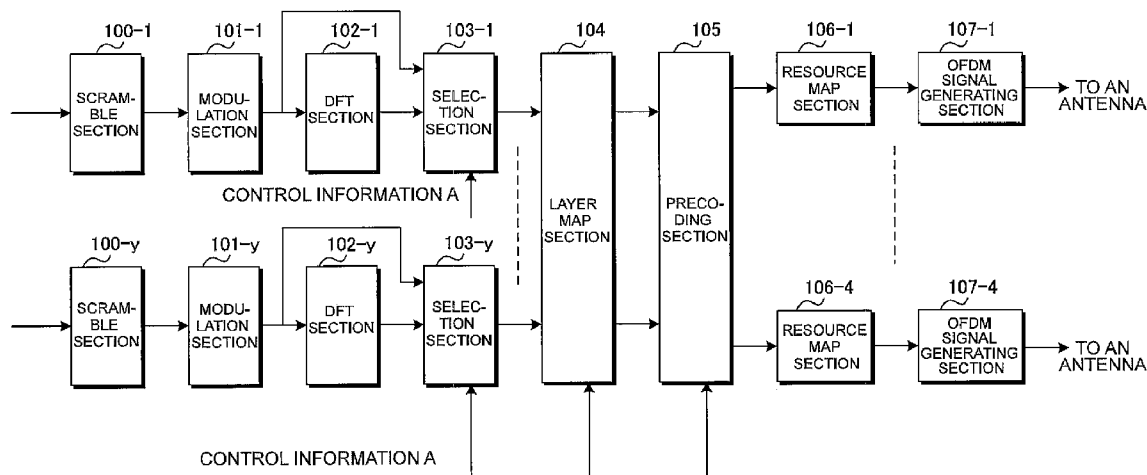 100-1
101-1
102-1
103-1
104
105
106-1
107-1
SCRAM-
BLE
SECTION
MODU-
LATION
SECTION
DFT
SECTION
SELEC-
TION
SECTION
RESOURCE
MAP
SECTION
OFDM
SIGNAL
GENERATING
SECTION
TO AN
ANTENNA
CONTROL INFORMATION A
LAYER
MAP
SECTION
PRECO-
DING
SECTION
100-y
101-y
102-y
103-y
106-4
107-4
SCRAM-
BLE
SECTION
MODU-
LATION
SECTION
DFT
SECTION
SELEC-
TION
SECTION
RESOURCE
MAP
SECTION
OFDM
SIGNAL
GENERATING
SECTION
TO AN
ANTENNA
CONTROL INFORMATION A